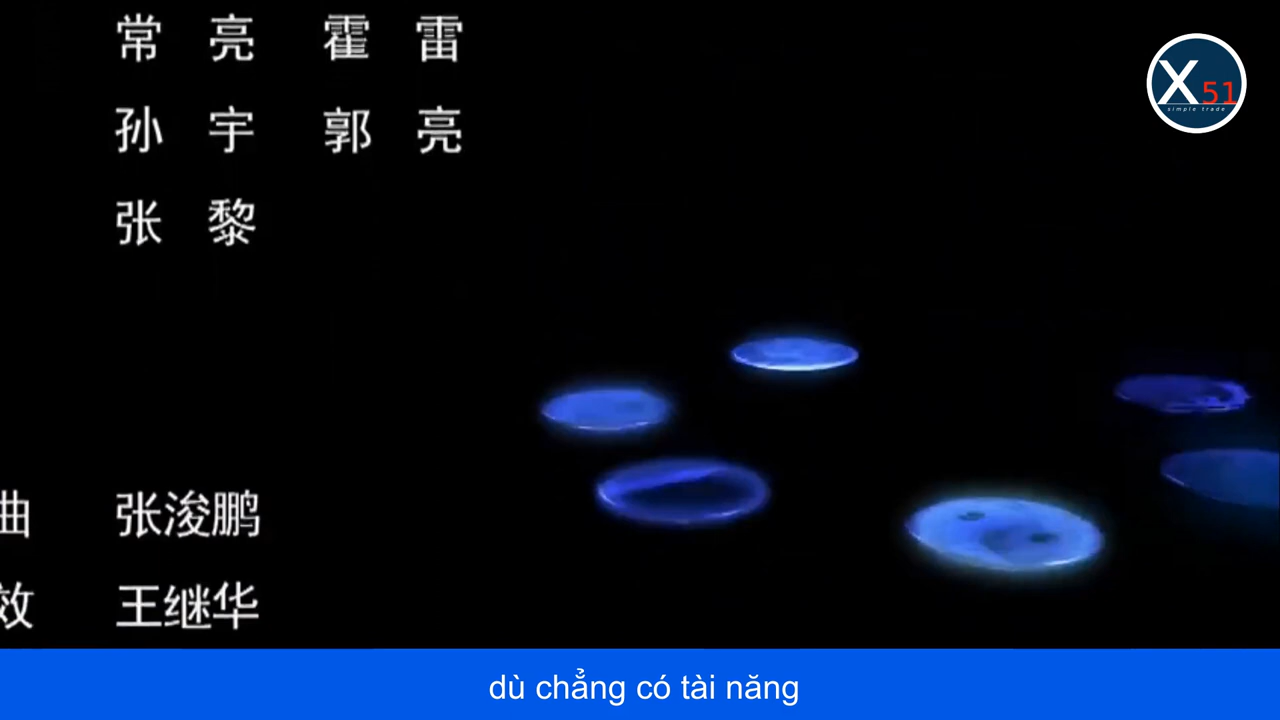 常 亮 霍 雷
孙 宇 郭 亮
张 黎
曲 张浚鹏
效 王继华
X51
simple trade
dù chẳng có tài năng